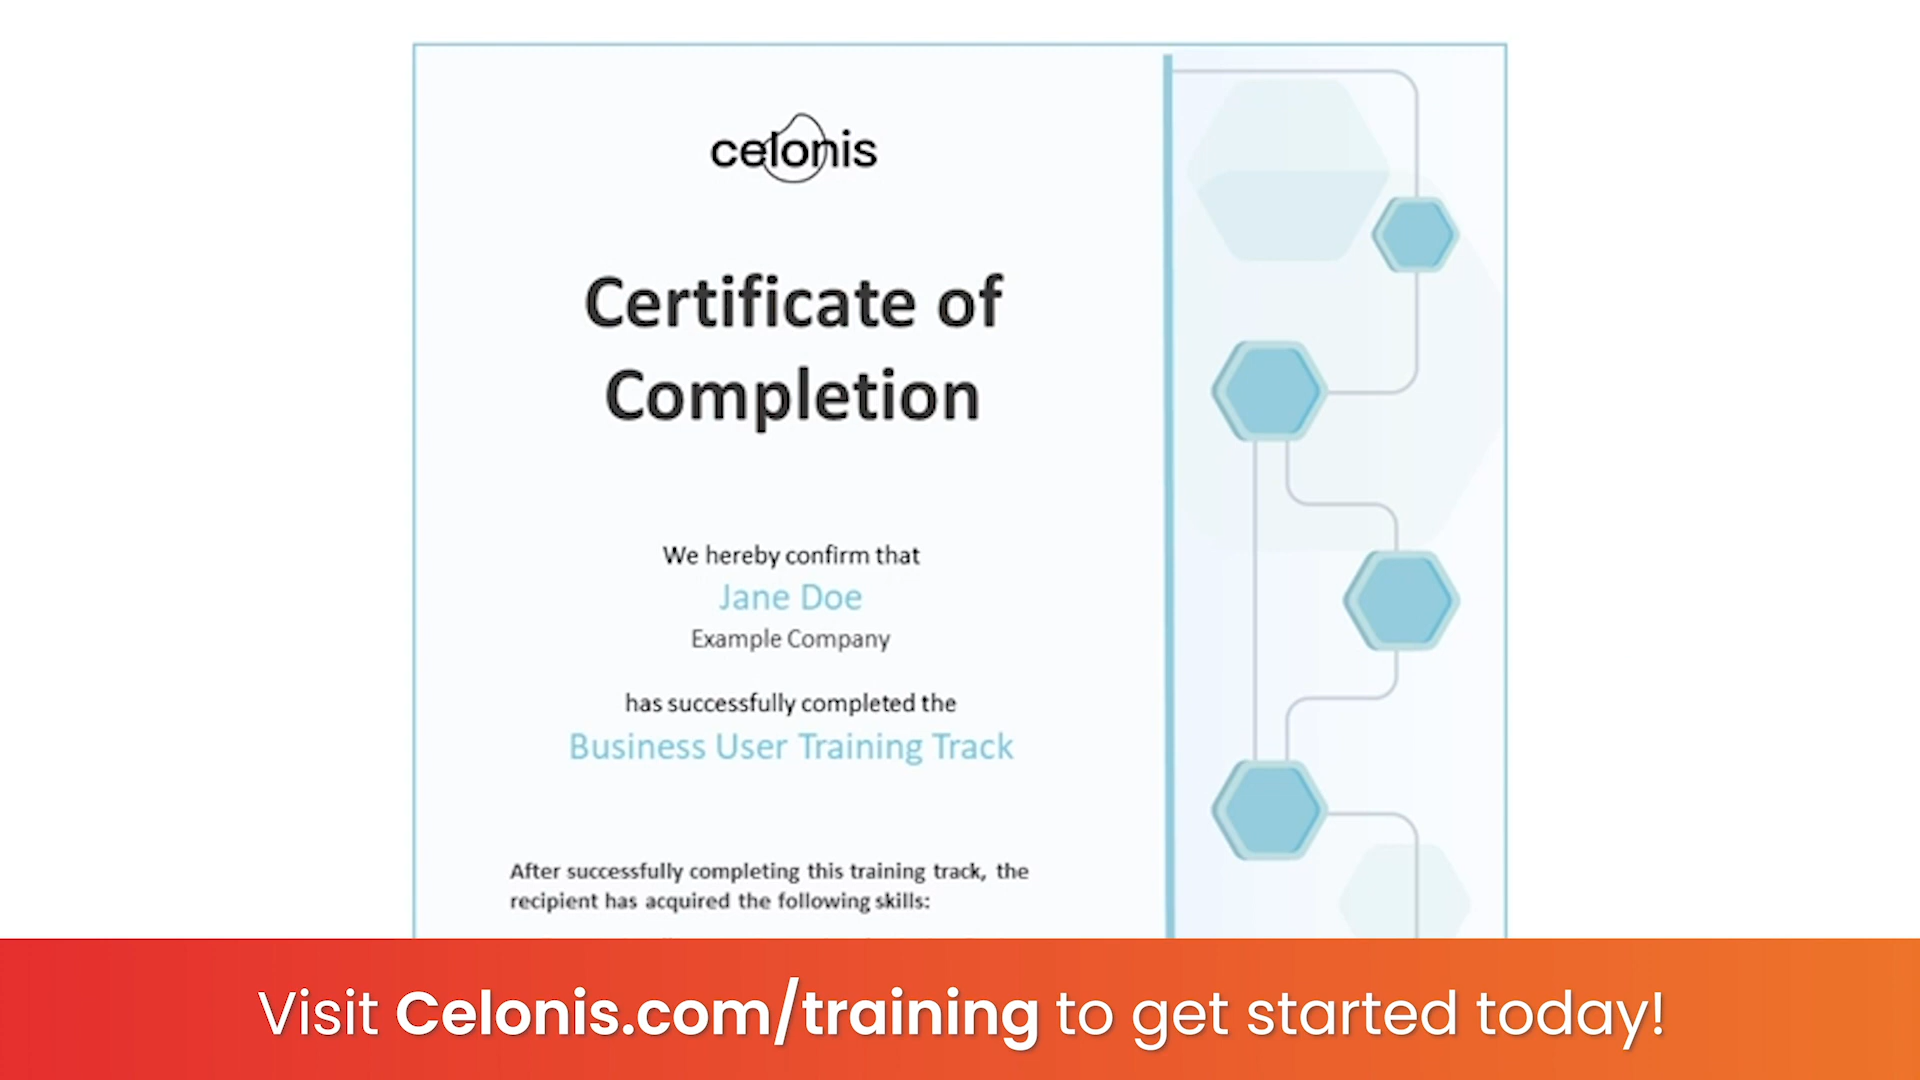 celonis
Certificate of
Completion
We hereby confirm that
Jane Doe
Example Company
has successfully completed the
Business User Training Track
After successfully completing this training track, the
recipient has acquired the following skills:
Visit Celonis.com/training to get started today!